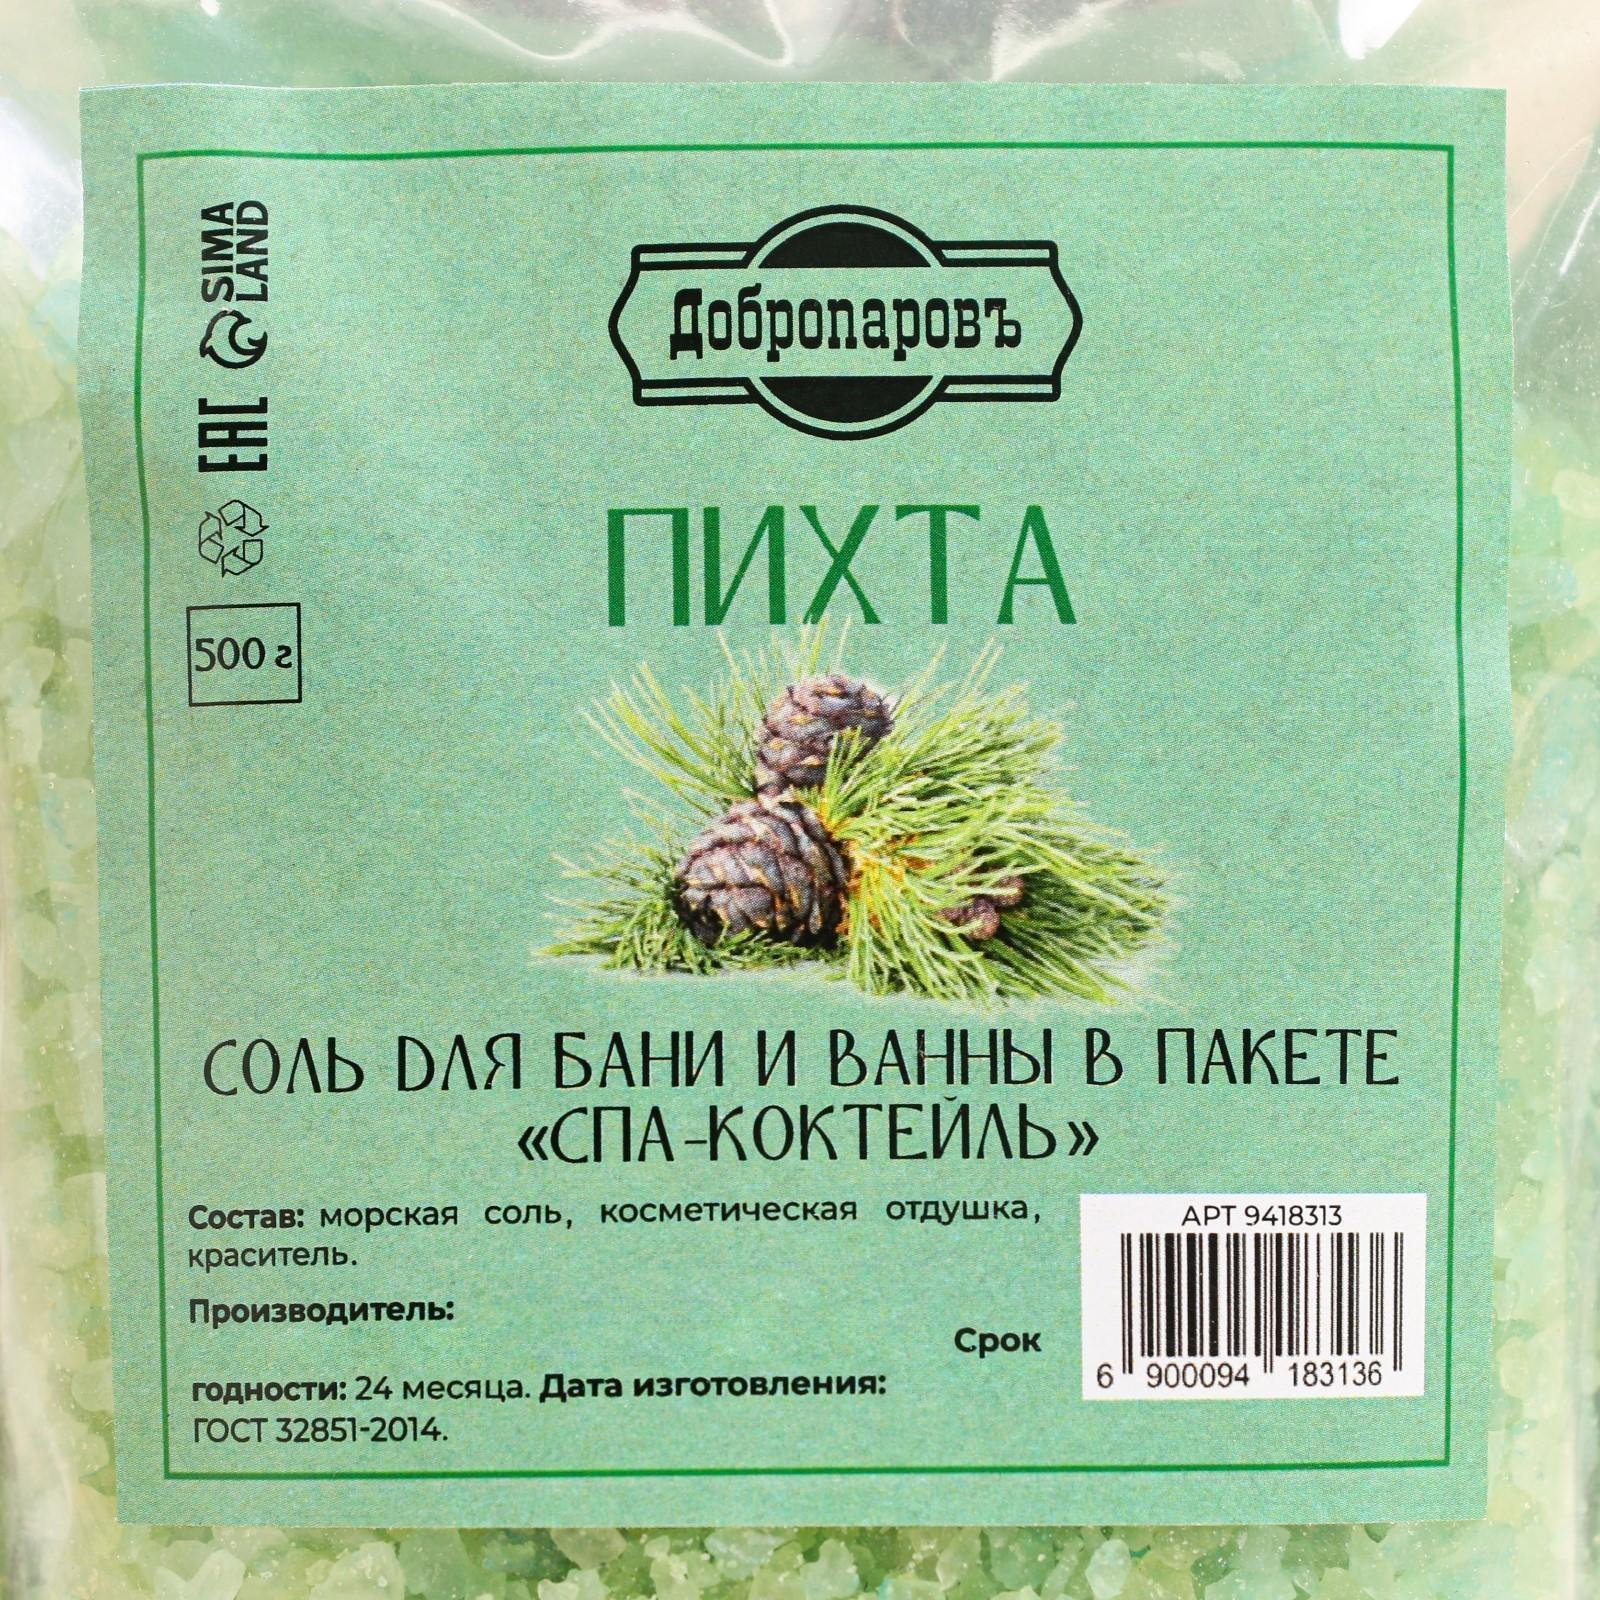 SIMA
LAND
ЕАС
500 г
Добропаровъ
ПИХТА
СОЛЬ ДЛЯ БАНИ И ВАННЫ В ПАКЕТЕ
«СПА-КОКТЕЙЛЬ»
Состав: морская соль, косметическая отдушка,
краситель.
Производитель:
Срок
годности: 24 месяца. Дата изготовления:
ГОСТ 32851-2014.
АРТ 9418313
6 900094 183136